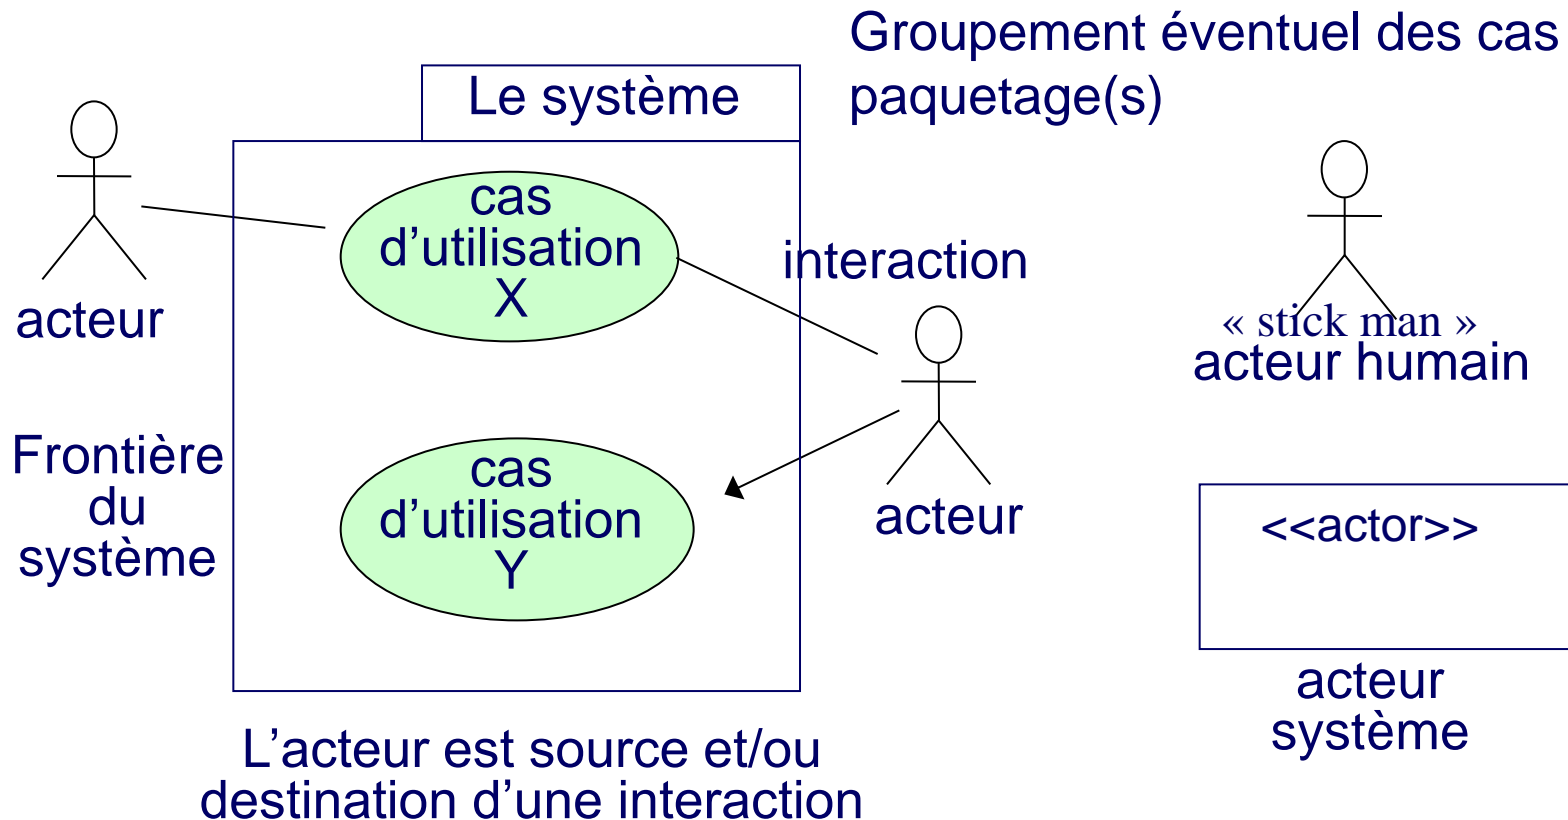 Groupement éventuel des cas
paquetage(s)
Le système
cas
d’utilisation
X
interaction
acteur
« stick man »
acteur humain
Frontière
du
système
cas
d’utilisation
Y
acteur
<<actor>>
acteur
système
L’acteur est source et/ou
destination d’une interaction